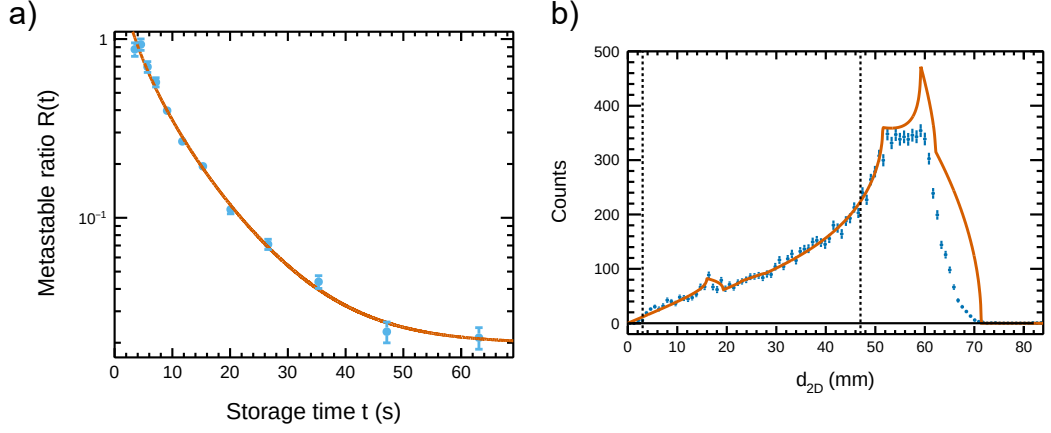 a)
Metastable ratio R(t)
1
10⁻¹
0 10 20 30 40 50 60
Storage time t (s)
b)
Counts
500
400
300
200
100
0
0 10 20 30 40 50 60 70 80
d₂D (mm)